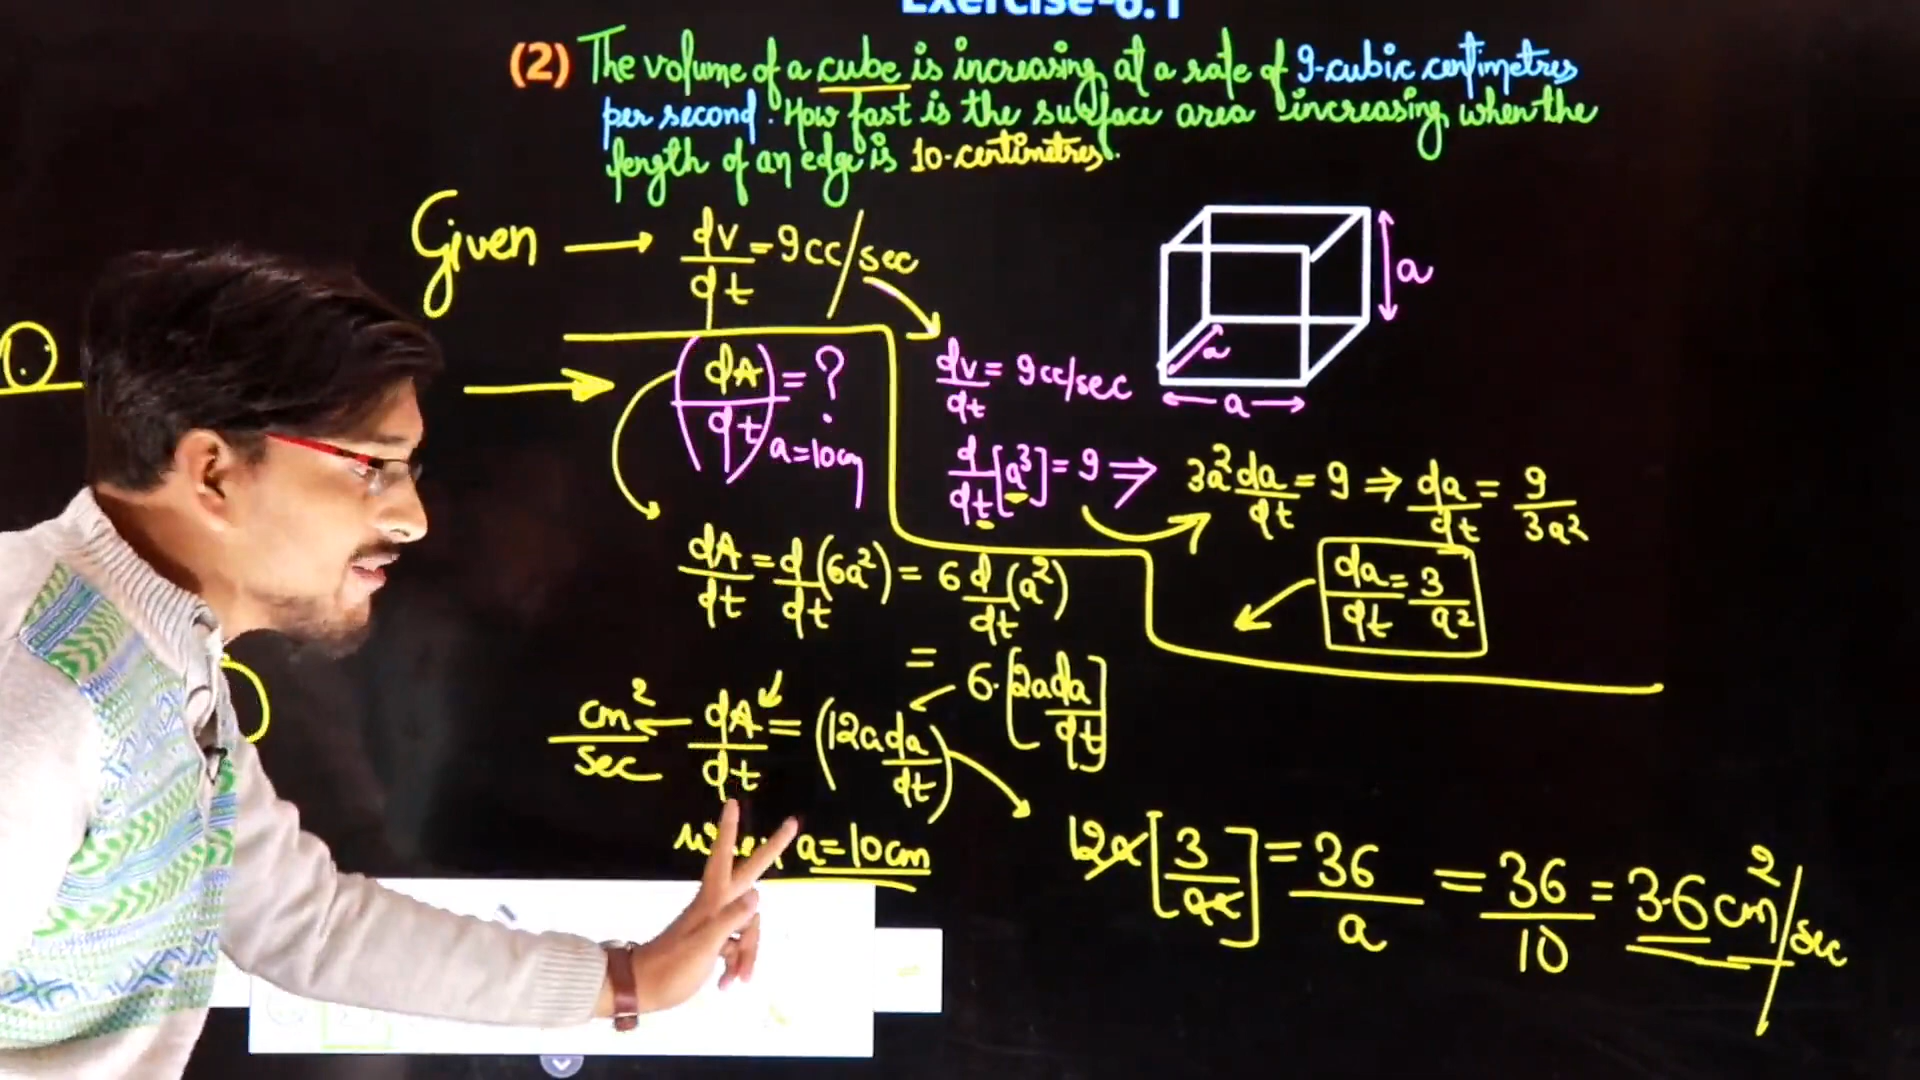 Exercise-6.1
(2) The volume of a cube is increasing at a rate of 9-cubic centimetres
per second. How fast is the surface area increasing when the
length of an edge is 10-centimetres.
Given → dv/dt = 9cc/sec
a
a
a
(dA/dt) = ?
a=10cm
dv/dt = 9cc/sec
d/dt[a³] = 9 ⇒ 3a² da/dt = 9 ⇒ da/dt = 9/3a²
da/dt = 3/a²
dA/dt = d/dt(6a²) = 6 d/dt(a²)
= 6·[2a da/dt]
cm²/sec ← dA/dt = (12a da/dt)
when a=10cm
12a[3/a²] = 36/a = 36/10 = 3.6 cm²/sec